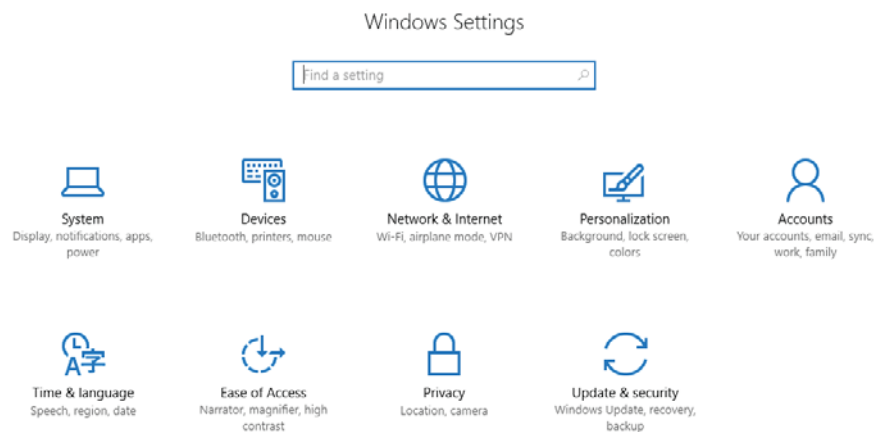 Windows Settings
Find a setting
System
Display, notifications, apps,
power
Devices
Bluetooth, printers, mouse
Network & Internet
Wi-Fi, airplane mode, VPN
Personalization
Background, lock screen,
colors
Accounts
Your accounts, email, sync,
work, family
A字
Time & language
Speech, region, date
Ease of Access
Narrator, magnifier, high
contrast
Privacy
Location, camera
Update & security
Windows Update, recovery,
backup